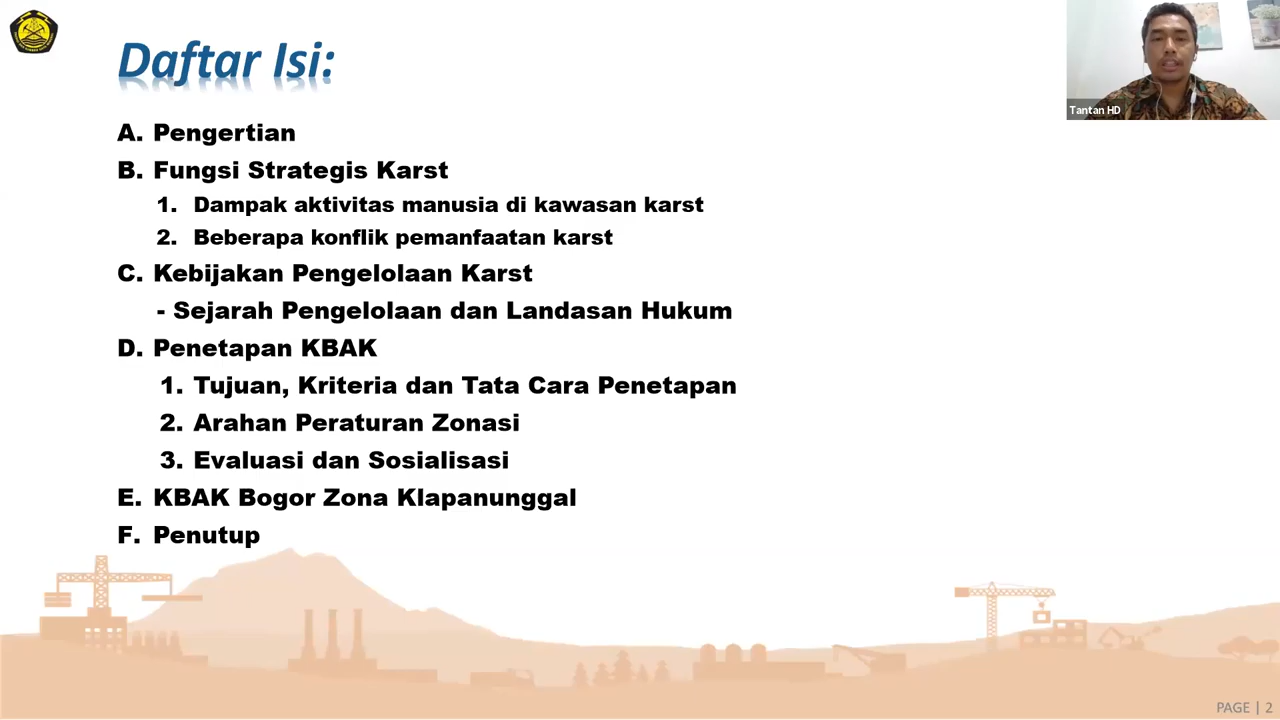 Daftar Isi:
Tantan HD
A. Pengertian
B. Fungsi Strategis Karst
1. Dampak aktivitas manusia di kawasan karst
2. Beberapa konflik pemanfaatan karst
C. Kebijakan Pengelolaan Karst
- Sejarah Pengelolaan dan Landasan Hukum
D. Penetapan KBAK
1. Tujuan, Kriteria dan Tata Cara Penetapan
2. Arahan Peraturan Zonasi
3. Evaluasi dan Sosialisasi
E. KBAK Bogor Zona Klapanunggal
F. Penutup
PAGE | 2